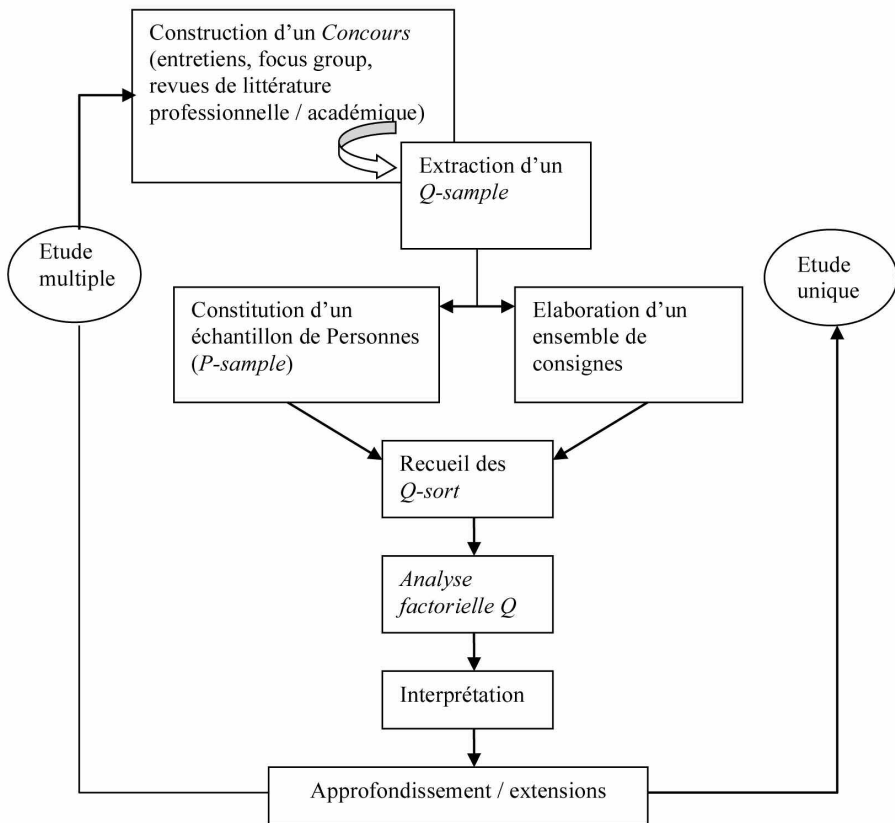 Construction d'un Concours
(entretiens, focus group,
revues de littérature
professionnelle / académique)
Extraction d'un
Q-sample
Etude
multiple
Etude
unique
Constitution d'un
échantillon de Personnes
(P-sample)
Elaboration d'un
ensemble de
consignes
Recueil des
Q-sort
Analyse
factorielle Q
Interprétation
Approfondissement / extensions